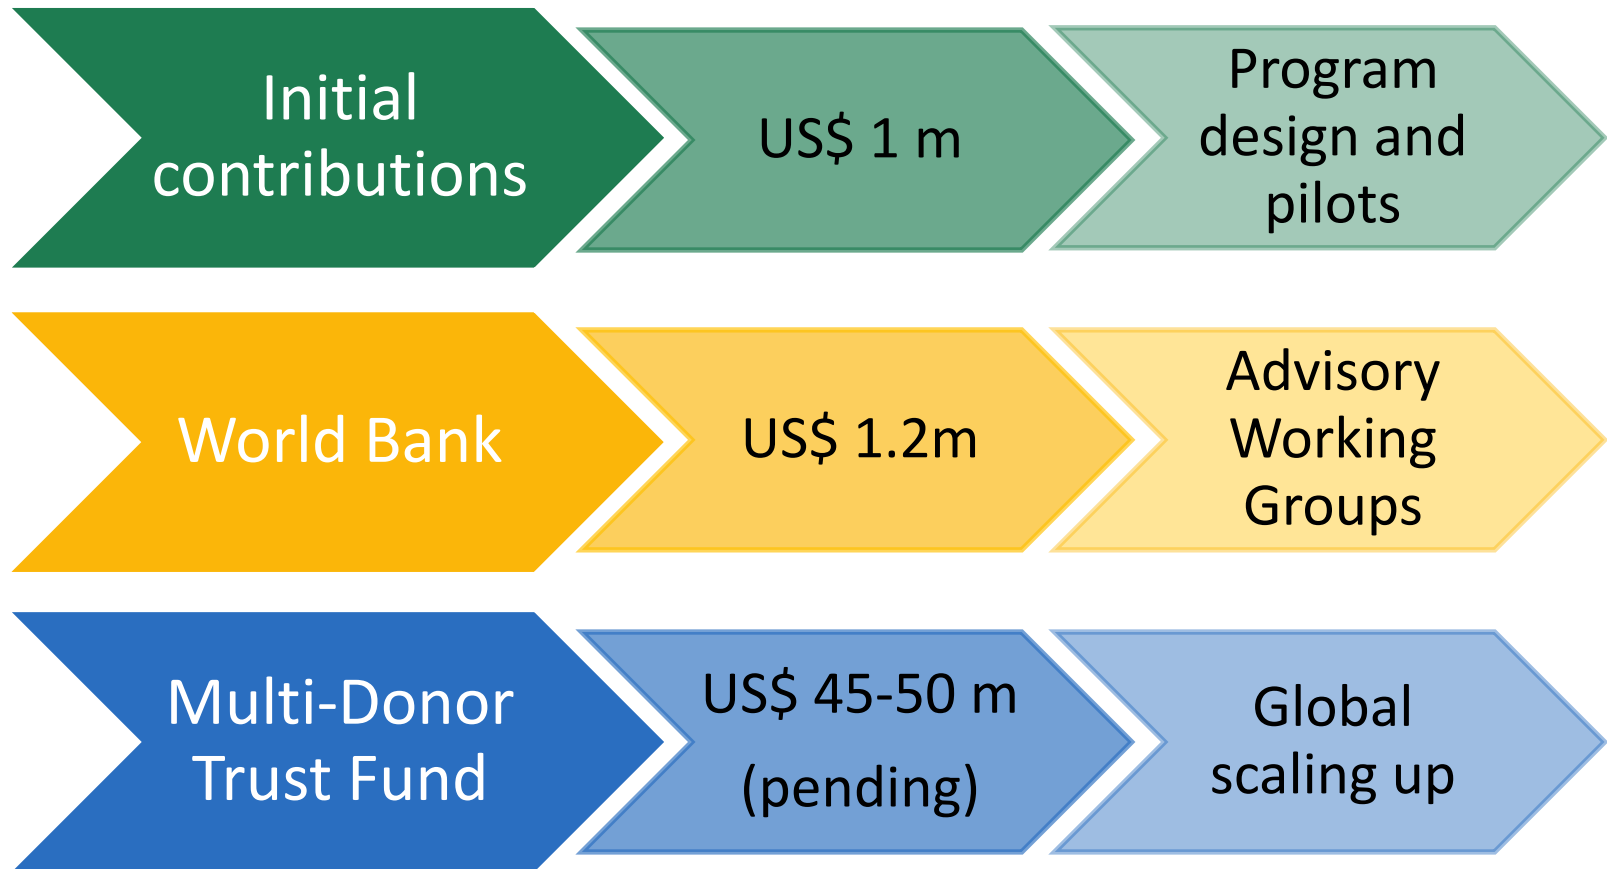 Initial
contributions
US$ 1 m
Program
design and
pilots
World Bank
US$ 1.2m
Advisory
Working
Groups
Multi-Donor
Trust Fund
US$ 45-50 m
(pending)
Global
scaling up